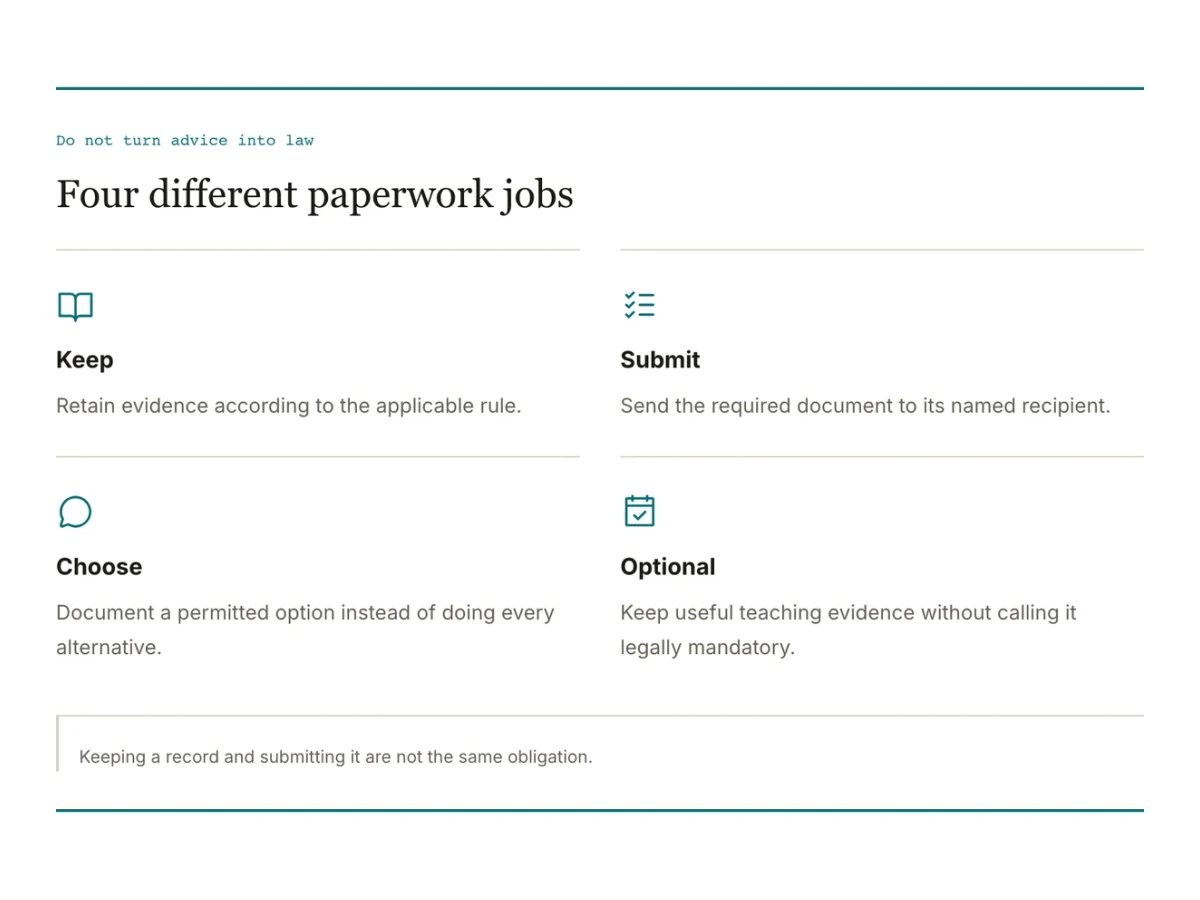 Do not turn advice into law
Four different paperwork jobs
Keep
Retain evidence according to the applicable rule.
Submit
Send the required document to its named recipient.
Choose
Document a permitted option instead of doing every
alternative.
Optional
Keep useful teaching evidence without calling it
legally mandatory.
Keeping a record and submitting it are not the same obligation.